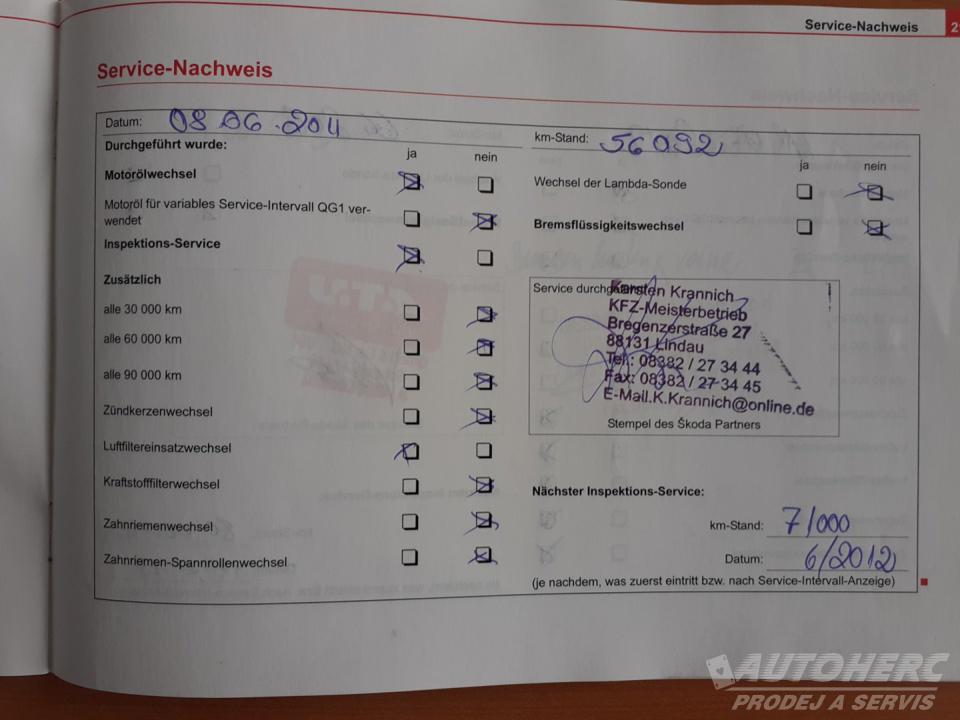 Service-Nachweis
2
Service-Nachweis
Datum: 08 06 . 2011
km-Stand: 56092
Durchgeführt wurde:
ja
nein
ja
nein
Motorölwechsel
Wechsel der Lambda-Sonde
Motoröl für variables Service-Intervall QG1 ver-
wendet
Bremsflüssigkeitswechsel
Inspektions-Service
Zusätzlich
alle 30 000 km
alle 60 000 km
alle 90 000 km
Zündkerzenwechsel
Luftfiltereinsatzwechsel
Kraftstofffilterwechsel
Zahnriemenwechsel
Zahnriemen-Spannrollenwechsel
Service durchgeführt
Karsten Krannich
KFZ-Meisterbetrieb
Bregenzerstraße 27
88131 Lindau
Tel.: 08382 / 27 34 44
Fax: 08382 / 27 34 45
E-Mail.K.Krannich@online.de
Stempel des Škoda Partners
Nächster Inspektions-Service:
km-Stand: 71000
Datum: 6/2012
(je nachdem, was zuerst eintritt bzw. nach Service-Intervall-Anzeige)
AUTOHERC
PRODEJ A SERVIS